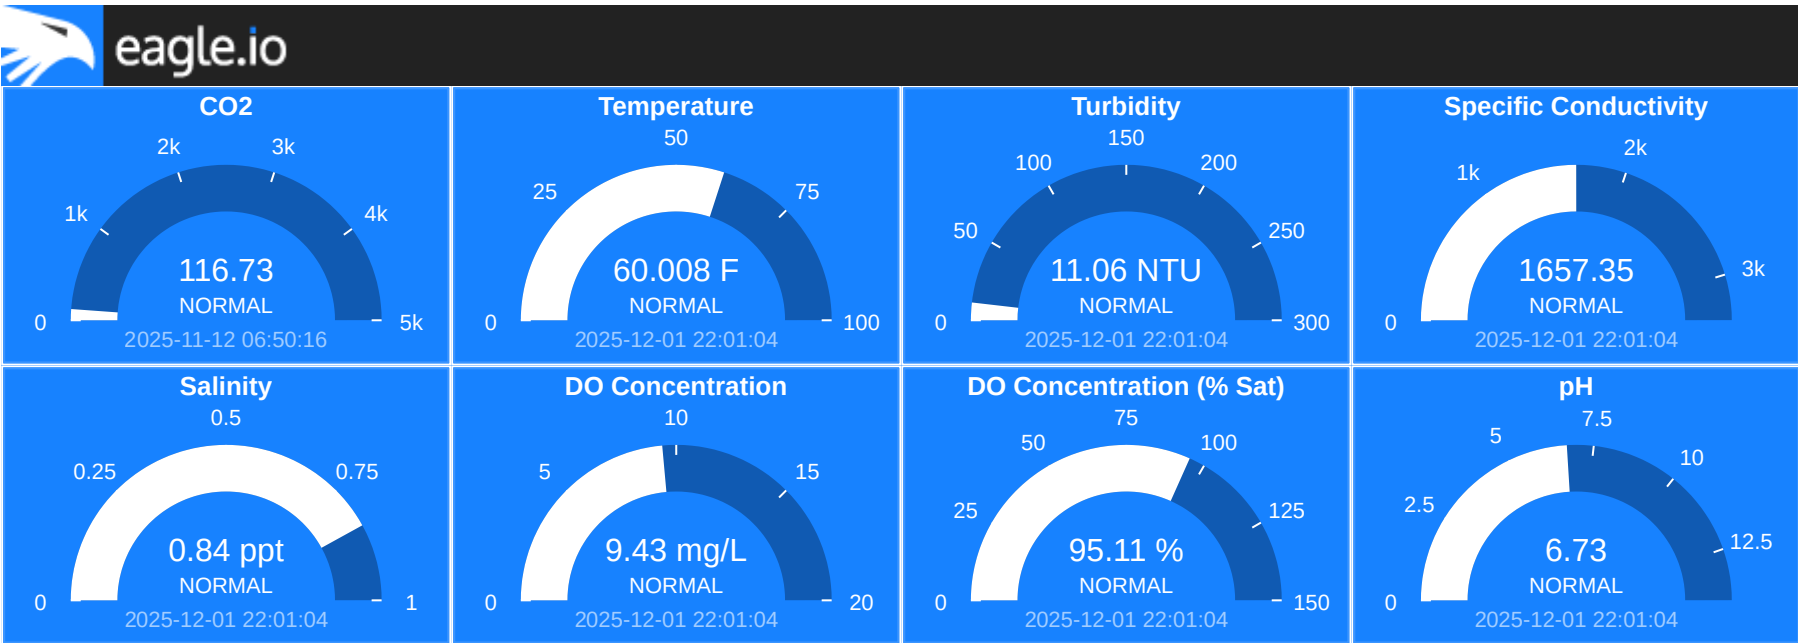 eagle.io
CO2
0
1k
2k
3k
4k
5k
116.73
NORMAL
2025-11-12 06:50:16
Temperature
0
25
50
75
100
60.008 F
NORMAL
2025-12-01 22:01:04
Turbidity
0
50
100
150
200
250
300
11.06 NTU
NORMAL
2025-12-01 22:01:04
Specific Conductivity
0
1k
2k
3k
1657.35
NORMAL
2025-12-01 22:01:04
Salinity
0
0.25
0.5
0.75
1
0.84 ppt
NORMAL
2025-12-01 22:01:04
DO Concentration
0
5
10
15
20
9.43 mg/L
NORMAL
2025-12-01 22:01:04
DO Concentration (% Sat)
0
25
50
75
100
125
150
95.11 %
NORMAL
2025-12-01 22:01:04
pH
0
2.5
5
7.5
10
12.5
6.73
NORMAL
2025-12-01 22:01:04